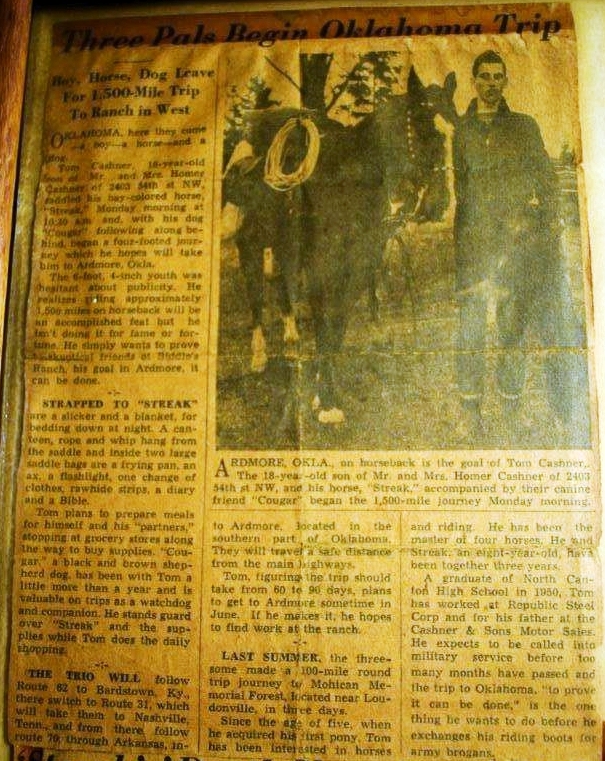 Three Pals Begin Oklahoma Trip
Boy, Horse, Dog Leave
For 1,500-Mile Trip
To Ranch in West
OKLAHOMA, here they come
—a boy—a horse—and a
dog.
Tom Cashner, 18-year-old
son of Mr. and Mrs. Homer
Cashner of 2403 54th st NW,
saddled his bay-colored horse,
"Streak," Monday morning at
10:30 am and, with his dog
"Cougar" following along be-
hind, began a four-footed jour-
ney which he hopes will take
him to Ardmore, Okla.
The 6-foot, 4-inch youth was
hesitant about publicity. He
realizes riding approximately
1,500 miles on horseback will be
an accomplished feat but he
isn't doing it for fame or for-
tune. He simply wants to prove
to skeptical friends at Biddle's
Ranch, his goal in Ardmore, it
can be done.
STRAPPED TO "STREAK"
are a slicker and a blanket, for
bedding down at night. A can-
teen, rope and whip hang from
the saddle and inside two large
saddle bags are a frying pan, an
ax, a flashlight, one change of
clothes, rawhide strips, a diary
and a Bible.
Tom plans to prepare meals
for himself and his "partners,"
stopping at grocery stores along
the way to buy supplies. "Cou-
gar," a black and brown shep-
herd dog, has been with Tom a
little more than a year and is
valuable on trips as a watchdog
and companion. He stands guard
over "Streak" and the sup-
plies while Tom does the daily
shopping.
THE TRIO WILL follow
Route 62 to Bardstown, Ky.,
there switch to Route 31, which
will take them to Nashville,
Tenn., and from there follow
route 70, through Arkansas, in-
ARDMORE, OKLA., on horseback is the goal of Tom Cashner.
The 18-year-old son of Mr. and Mrs. Homer Cashner of 2403
54th st NW, and his horse, "Streak," accompanied by their canine
friend "Cougar" began the 1,500-mile journey Monday morning.
to Ardmore, located in the
southern part of Oklahoma.
They will travel a safe distance
from the main highways.
Tom, figuring the trip should
take from 60 to 90 days, plans
to get to Ardmore sometime in
June. If he makes it, he hopes
to find work at the ranch.
LAST SUMMER, the three-
some made a 100-mile round
trip journey to Mohican Me-
morial Forest, located near Lou-
donville, in three days.
Since the age of five, when
he acquired his first pony, Tom
has been interested in horses
and riding. He has been the
master of four horses. He and
Streak, an eight-year-old, have
been together three years.
A graduate of North Can-
ton High School in 1950, Tom
has worked at Republic Steel
Corp and for his father at the
Cashner & Sons Motor Sales.
He expects to be called into
military service before too
many months have passed and
the trip to Oklahoma, "to prove
it can be done," is the one
thing he wants to do before he
exchanges his riding boots for
army brogans.